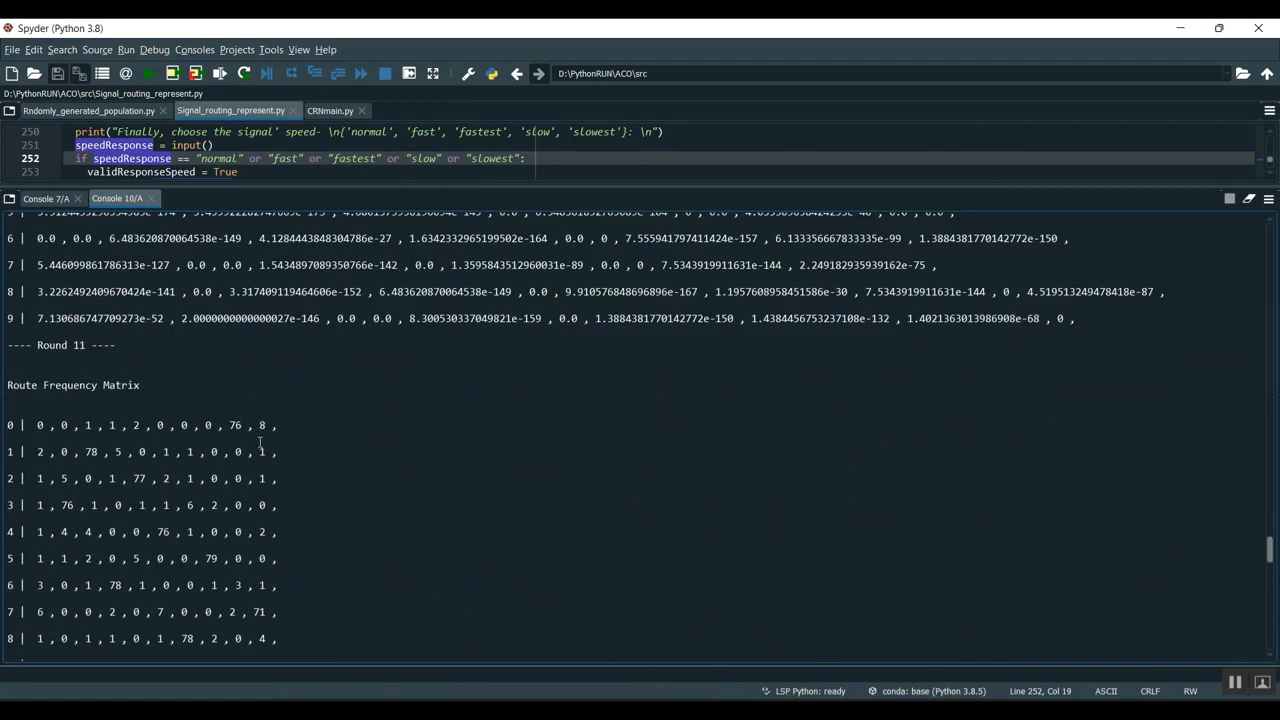 Spyder (Python 3.8)
File Edit Search Source Run Debug Consoles Projects Tools View Help
D:\PythonRUN\ACO\src
D:\PythonRUN\ACO\src\Signal_routing_represent.py
Rndomly_generated_population.py Signal_routing_represent.py CRNmain.py
250 print("Finally, choose the signal' speed- \n{'normal', 'fast', 'fastest', 'slow', 'slowest'}: \n")
251 speedResponse = input()
252 if speedResponse == "normal" or "fast" or "fastest" or "slow" or "slowest":
253 validResponseSpeed = True
Console 7/A Console 10/A
6 | 0.0 , 0.0 , 6.483620870064538e-149 , 4.1284443848304786e-27 , 1.6342332965199502e-164 , 0.0 , 0 , 7.555941797411424e-157 , 6.133356667833335e-99 , 1.3884381770142772e-150 ,
7 | 5.446099861786313e-127 , 0.0 , 0.0 , 1.5434897089350766e-142 , 0.0 , 1.3595843512960031e-89 , 0.0 , 0 , 7.5343919911631e-144 , 2.249182935939162e-75 ,
8 | 3.2262492409670424e-141 , 0.0 , 3.317409119464606e-152 , 6.483620870064538e-149 , 0.0 , 9.910576848696896e-167 , 1.1957608958451586e-30 , 7.5343919911631e-144 , 0 , 4.519513249478418e-87 ,
9 | 7.130686747709273e-52 , 2.0000000000000027e-146 , 0.0 , 0.0 , 8.300530337049821e-159 , 0.0 , 1.3884381770142772e-150 , 1.4384456753237108e-132 , 1.4021363013986908e-68 , 0 ,
---- Round 11 ----
Route Frequency Matrix
0 | 0 , 0 , 1 , 1 , 2 , 0 , 0 , 0 , 76 , 8 ,
1 | 2 , 0 , 78 , 5 , 0 , 1 , 1 , 0 , 0 , 1 ,
2 | 1 , 5 , 0 , 1 , 77 , 2 , 1 , 0 , 0 , 1 ,
3 | 1 , 76 , 1 , 0 , 1 , 1 , 6 , 2 , 0 , 0 ,
4 | 1 , 4 , 4 , 0 , 0 , 76 , 1 , 0 , 0 , 2 ,
5 | 1 , 1 , 2 , 0 , 5 , 0 , 0 , 79 , 0 , 0 ,
6 | 3 , 0 , 1 , 78 , 1 , 0 , 0 , 1 , 3 , 1 ,
7 | 6 , 0 , 0 , 2 , 0 , 7 , 0 , 0 , 2 , 71 ,
8 | 1 , 0 , 1 , 1 , 0 , 1 , 78 , 2 , 0 , 4 ,
LSP Python: ready conda: base (Python 3.8.5) Line 252, Col 19 ASCII CRLF RW